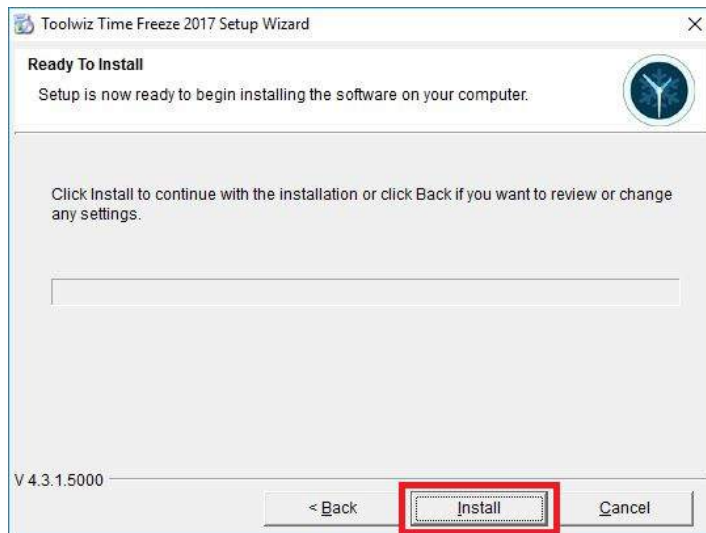 Toolwiz Time Freeze 2017 Setup Wizard
Ready To Install
Setup is now ready to begin installing the software on your computer.
Click Install to continue with the installation or click Back if you want to review or change
any settings.
V 4.3.1.5000
< Back
Install
Cancel